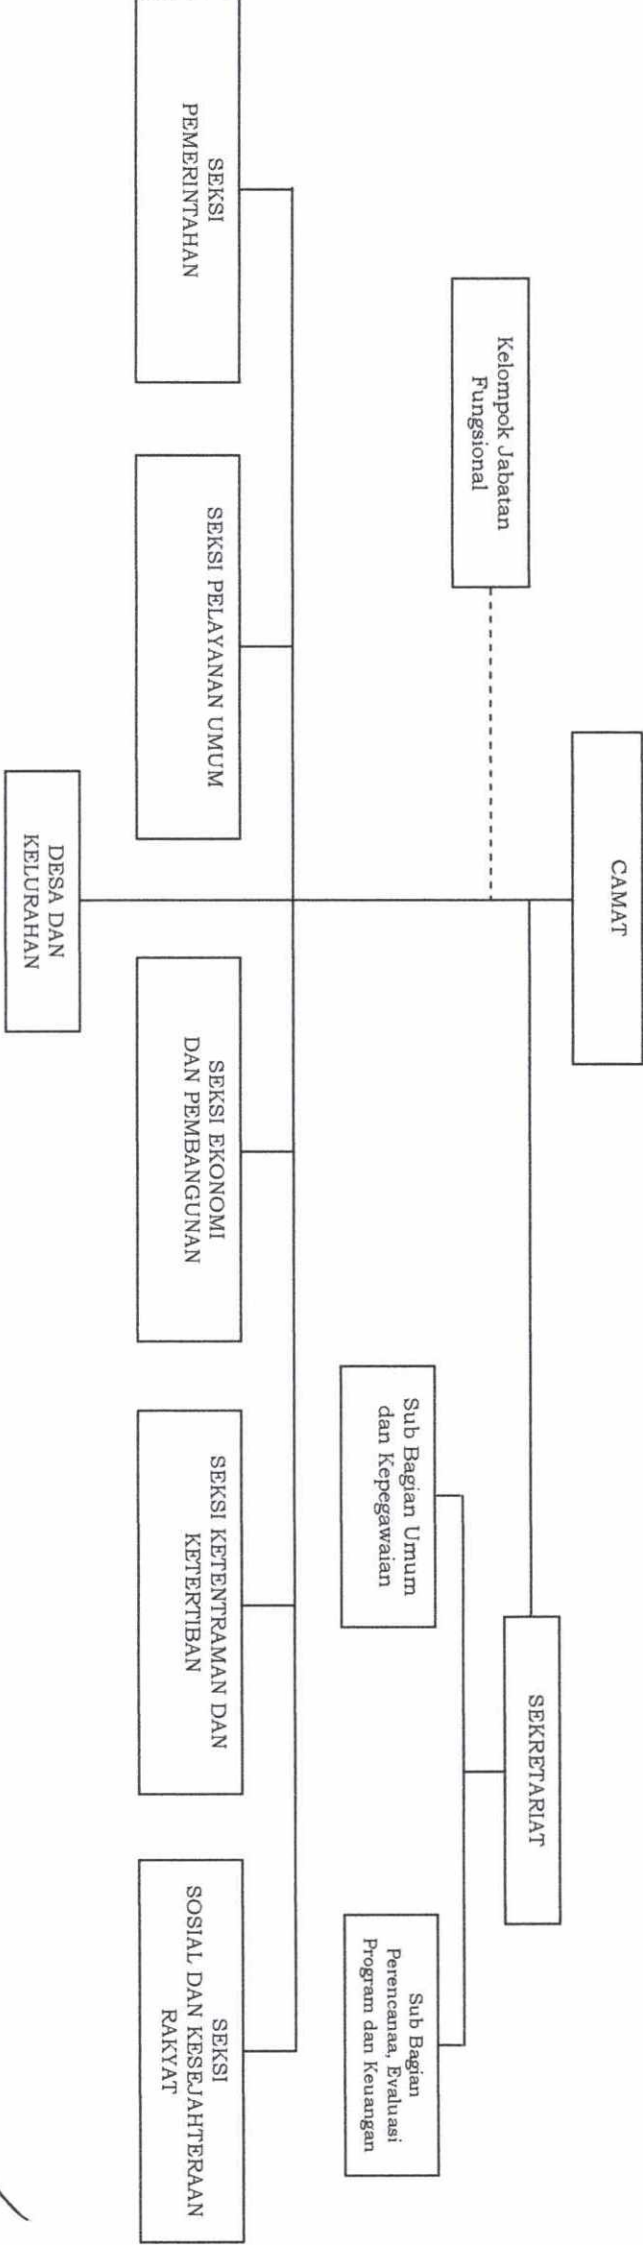 CAMAT
SEKRETARIAT
Kelompok Jabatan
Fungsional
Sub Bagian Umum
dan Kepegawaian
Sub Bagian
Perencanaa, Evaluasi
Program dan Keuangan
SEKSI
PEMERINTAHAN
SEKSI PELAYANAN UMUM
SEKSI EKONOMI
DAN PEMBANGUNAN
SEKSI KETENTRAMAN DAN
KETERTIBAN
SEKSI
SOSIAL DAN KESEJAHTERAAN
RAKYAT
DESA DAN
KELURAHAN